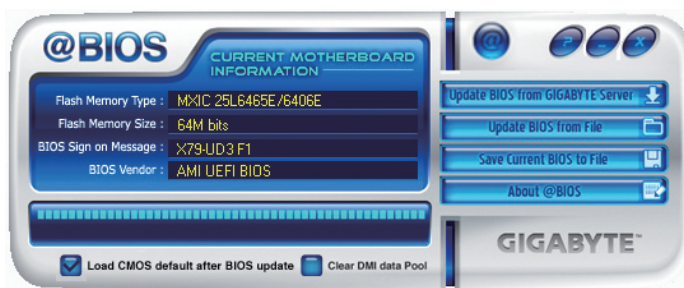 @BIOS
CURRENT MOTHERBOARD
INFORMATION
Flash Memory Type : MXIC 25L6465E/6406E
Flash Memory Size : 64M bits
BIOS Sign on Message : X79-UD3 F1
BIOS Vendor : AMI UEFI BIOS
Load CMOS default after BIOS update Clear DMI data Pool
@ ? _ X
Update BIOS from GIGABYTE Server
Update BIOS from File
Save Current BIOS to File
About @BIOS
GIGABYTE™